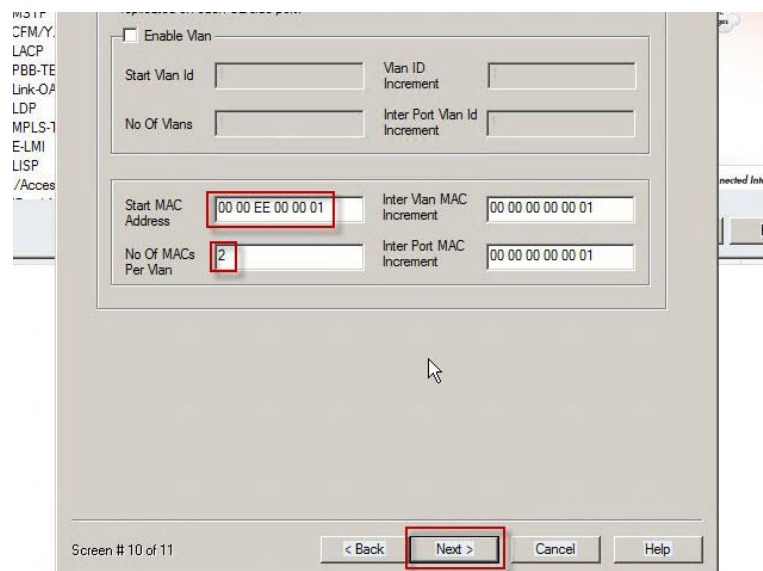 MSTP
CFM/Y.
LACP
PBB-TE
Link-OA
LDP
MPLS-T
E-LMI
LISP
/Acces
Enable Vlan
Start Vlan Id
1
Vlan ID
Increment
1
No Of Vlans
1
Inter Port Vlan Id
Increment
1
Start MAC
Address
00 00 EE 00 00 01
Inter Vlan MAC
Increment
00 00 00 00 00 01
No Of MACs
Per Vlan
2
Inter Port MAC
Increment
00 00 00 00 00 01
nected Inte
Screen # 10 of 11
< Back
Next >
Cancel
Help